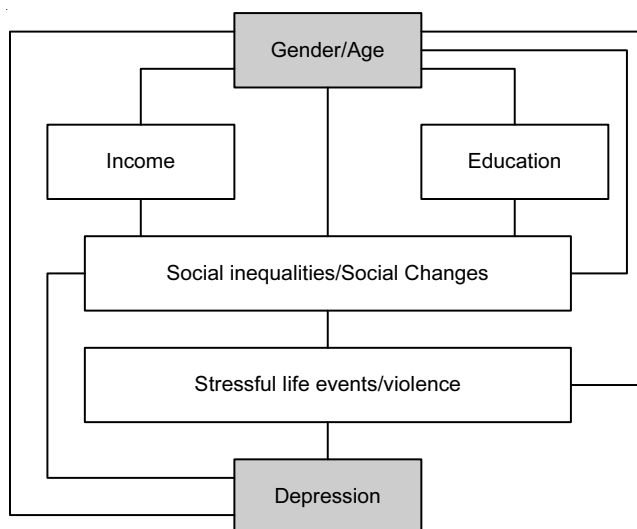 Gender/Age
Income
Education
Social inequalities/Social Changes
Stressful life events/violence
Depression